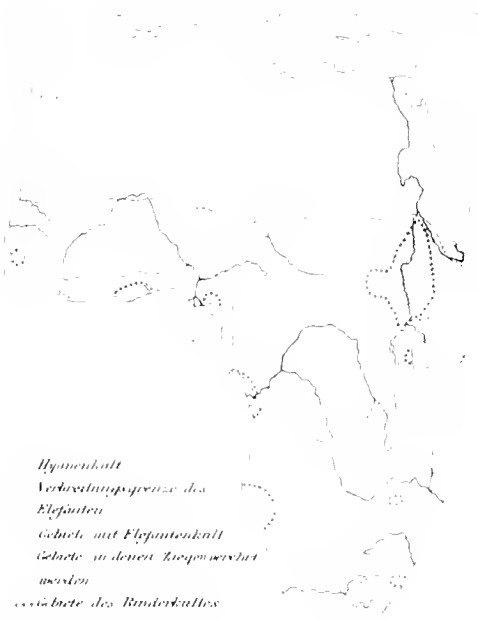 Hyänenkult
Verbreitungsgrenze des
Elefanten
Gebiete mit Elefantenkult
Gebiete in denen Ziegen verehrt
werden
Gebiete des Rinderkultes